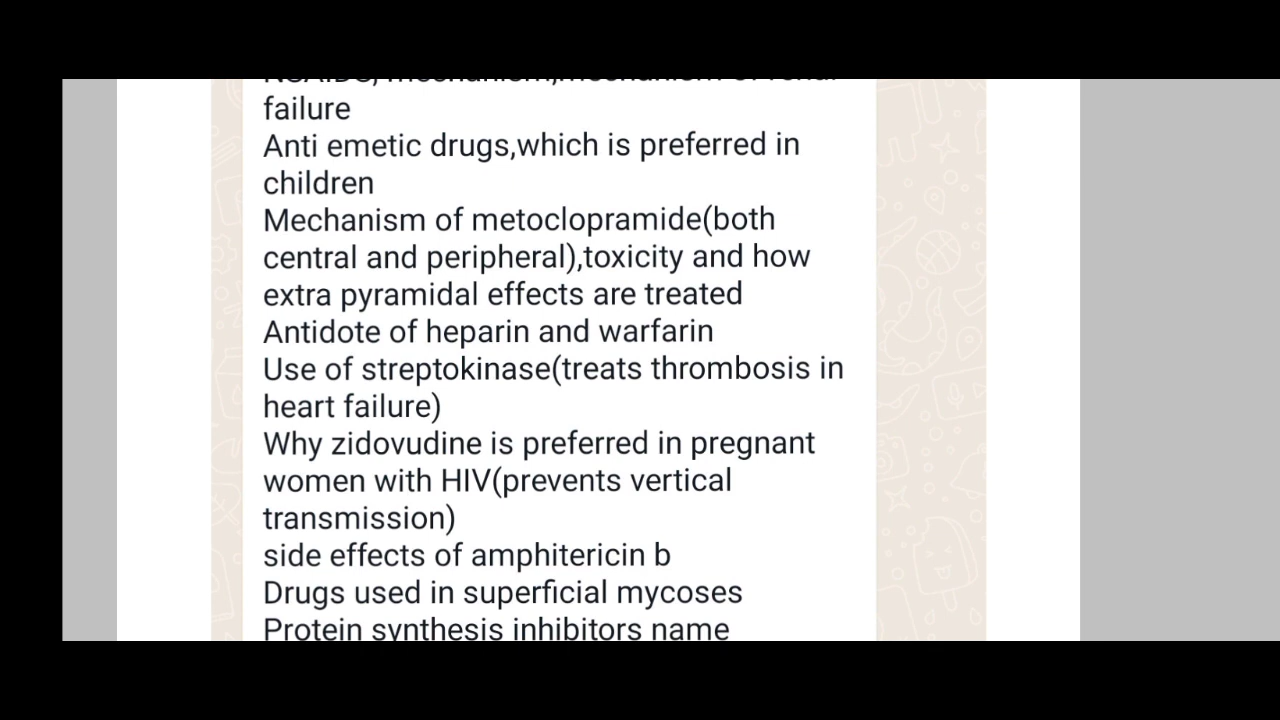 failure
Anti emetic drugs,which is preferred in
children
Mechanism of metoclopramide(both
central and peripheral),toxicity and how
extra pyramidal effects are treated
Antidote of heparin and warfarin
Use of streptokinase(treats thrombosis in
heart failure)
Why zidovudine is preferred in pregnant
women with HIV(prevents vertical
transmission)
side effects of amphitericin b
Drugs used in superficial mycoses
Protein synthesis inhibitors name